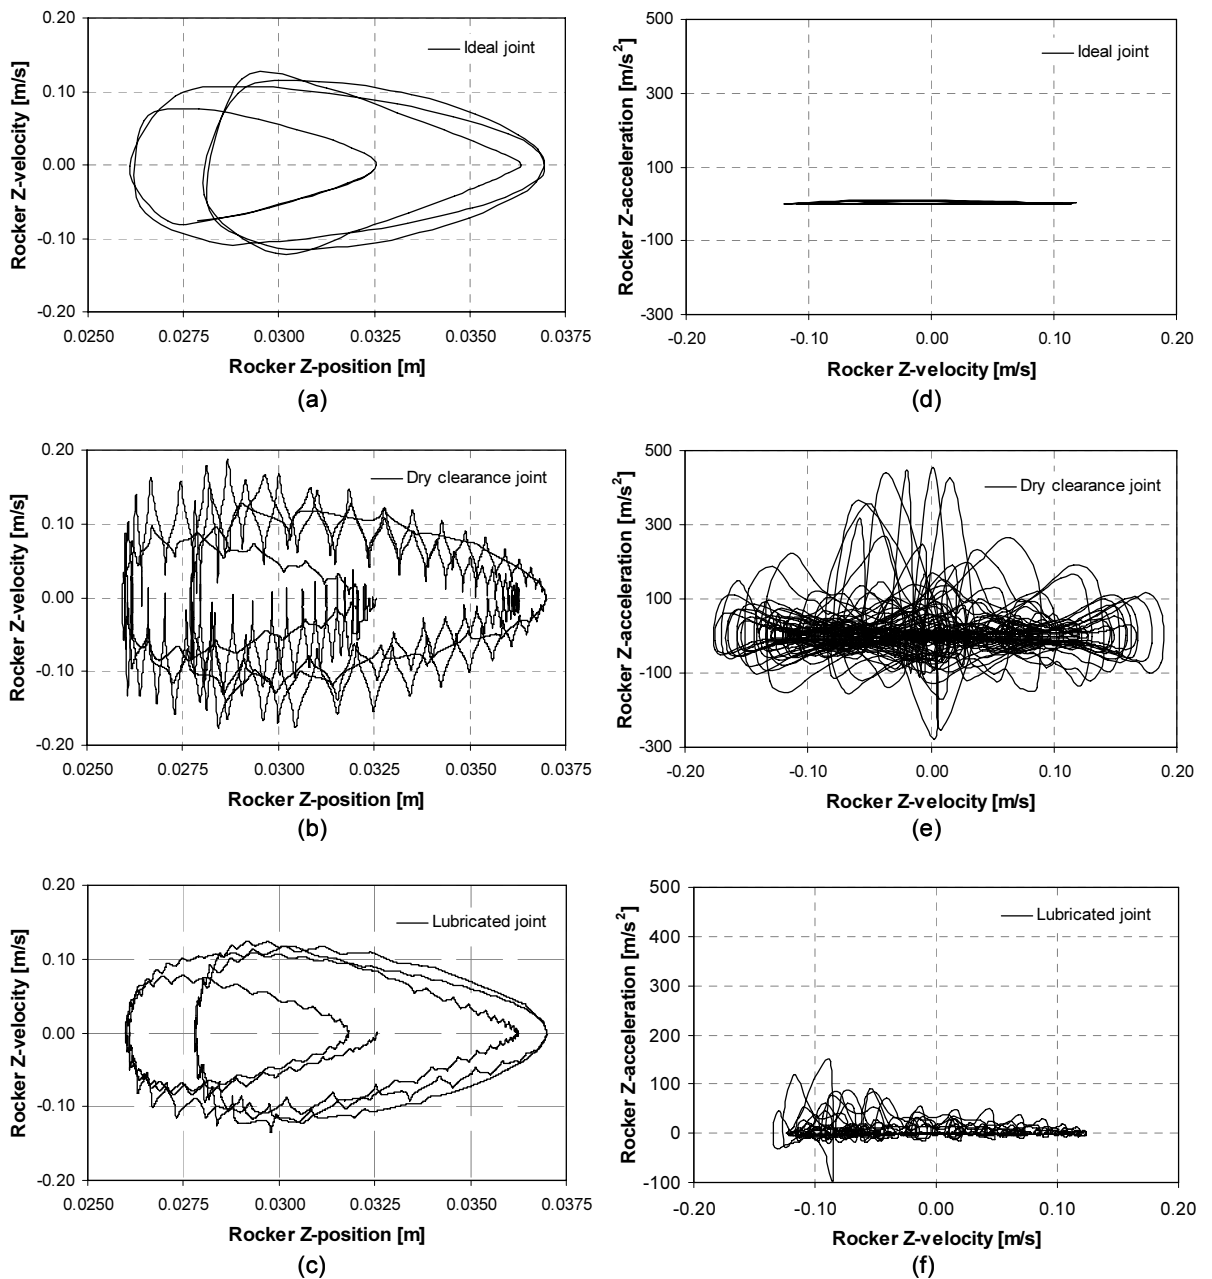 0.20
0.10
0.00
-0.10
-0.20
Rocker Z-velocity [m/s]
Ideal joint
0.0250 0.0275 0.0300 0.0325 0.0350 0.0375
Rocker Z-position [m]
(a)
500
300
100
-100
-300
Rocker Z-acceleration [m/s²]
Ideal joint
-0.20 -0.10 0.00 0.10 0.20
Rocker Z-velocity [m/s]
(d)
0.20
0.10
0.00
-0.10
-0.20
Rocker Z-velocity [m/s]
Dry clearance joint
0.0250 0.0275 0.0300 0.0325 0.0350 0.0375
Rocker Z-position [m]
(b)
500
300
100
-100
-300
Rocker Z-acceleration [m/s²]
Dry clearance joint
-0.20 -0.10 0.00 0.10 0.20
Rocker Z-velocity [m/s]
(e)
0.20
0.10
0.00
-0.10
-0.20
Rocker Z-velocity [m/s]
Lubricated joint
0.0250 0.0275 0.0300 0.0325 0.0350 0.0375
Rocker Z-position [m]
(c)
500
400
300
200
100
0
-100
Rocker Z-acceleration [m/s²]
Lubricated joint
-0.20 -0.10 0.00 0.10 0.20
Rocker Z-velocity [m/s]
(f)